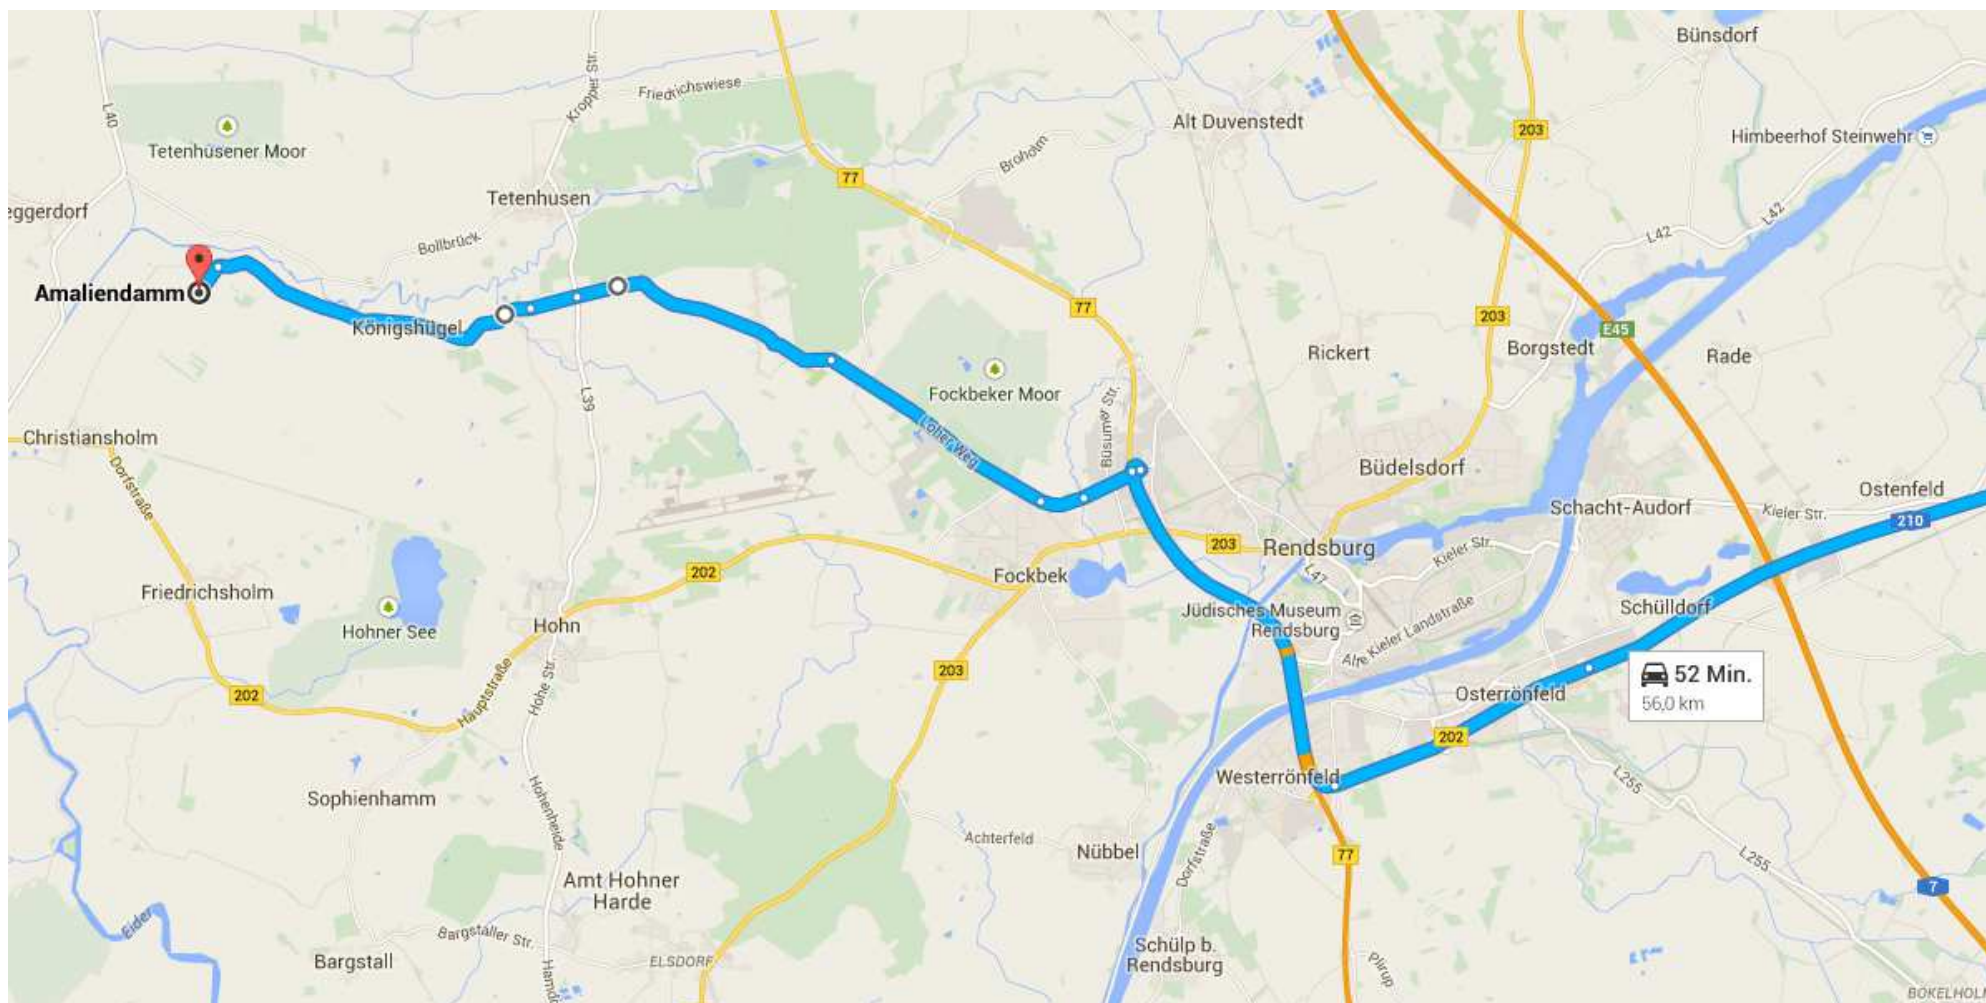 Bünsdorf
L40
Kropper Str.
Friedrichswiese
Alt Duvenstedt
203
Himbeerhof Steinwehr
Tetenhusener Moor
Broholm
77
Tetenhusen
eggerdorf
L42
L42
Bollbrück
Amaliendamm
77
203
E45
Königshügel
Borgstedt
Rickert
Rade
L39
Fockbeker Moor
Büsumer Str.
Christiansholm
Loher Weg
Büdelsdorf
Dorfstraße
Schacht-Audorf
Ostenfeld
Kieler Str.
210
203
Rendsburg
Kieler Str.
202
Fockbek
L47
Friedrichsholm
Jüdisches Museum
Rendsburg
Schülldorf
Hohn
Hohner See
Alte Kieler Landstraße
203
52 Min.
56,0 km
202
Hauptstraße
Hohe Str.
Osterrönfeld
202
Westerrönfeld
L255
Sophienhamm
Hohenheide
Achterfeld
Nübbel
Dorfstraße
77
L255
Amt Hohner
Harde
7
Eider
Bargstaller Str.
Bargstall
ELSDORF
Schülp b.
Rendsburg